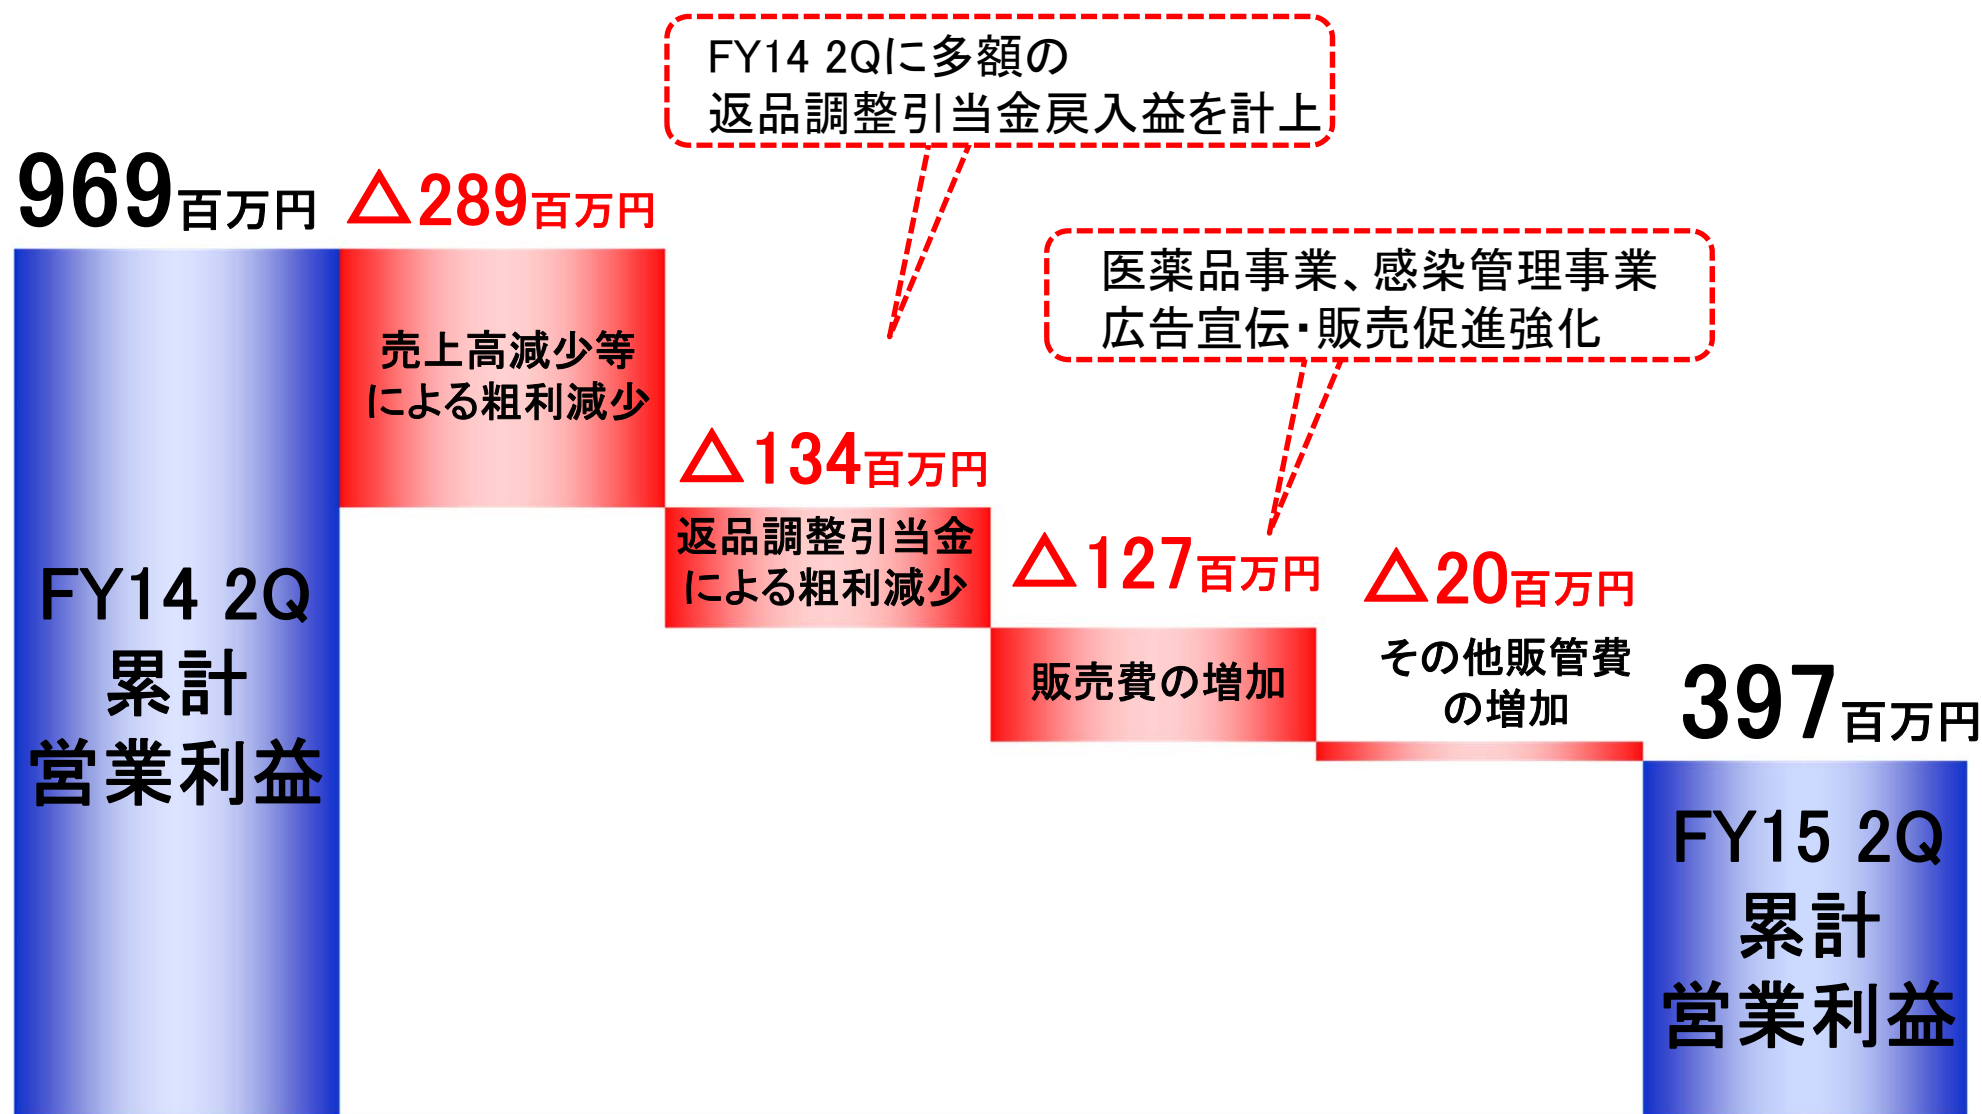 FY14 2Qに多額の
返品調整引当金戻入益を計上
969百万円
△289百万円
医薬品事業、感染管理事業
広告宣伝・販売促進強化
売上高減少等
による粗利減少
△134百万円
返品調整引当金
による粗利減少
△127百万円
△20百万円
販売費の増加
その他販管費
の増加
397百万円
FY14 2Q
累計
営業利益
FY15 2Q
累計
営業利益